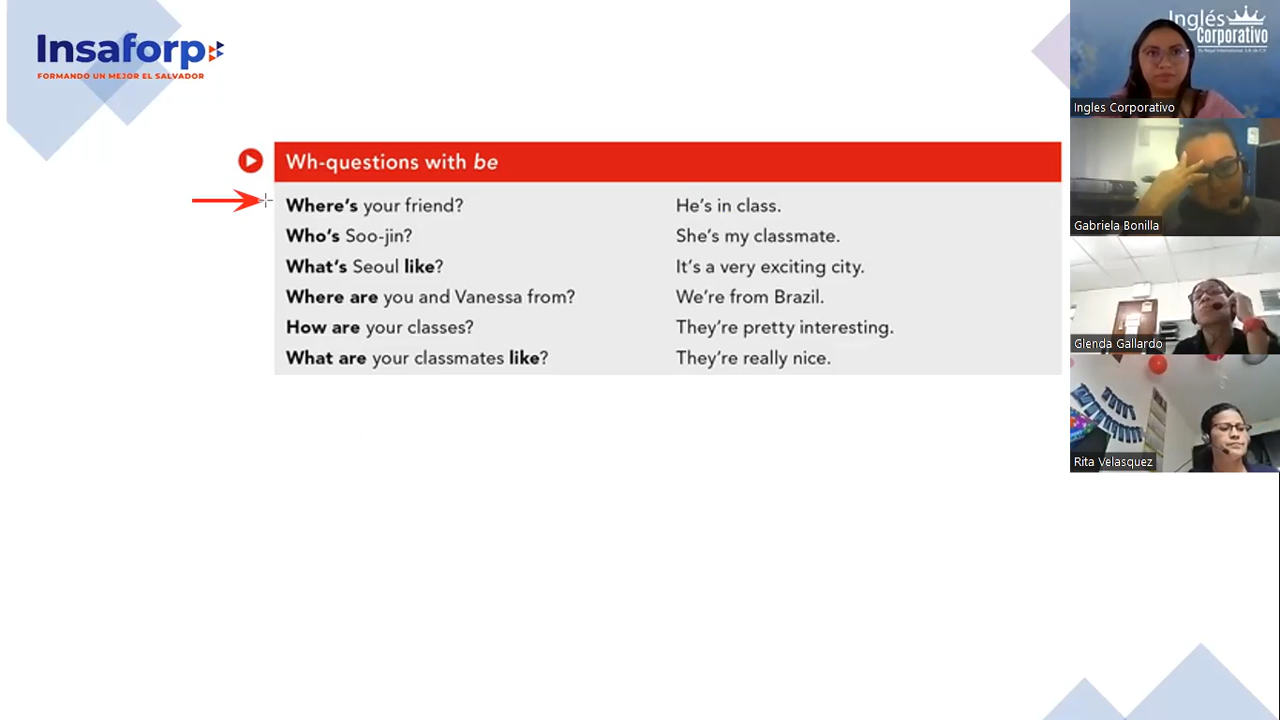 Insaforp
FORMANDO UN MEJOR EL SALVADOR
Wh-questions with be
Where's your friend? He's in class.
Who's Soo-jin? She's my classmate.
What's Seoul like? It's a very exciting city.
Where are you and Vanessa from? We're from Brazil.
How are your classes? They're pretty interesting.
What are your classmates like? They're really nice.
Inglés
Corporativo
Ingles Corporativo
Gabriela Bonilla
Glenda Gallardo
Rita Velasquez